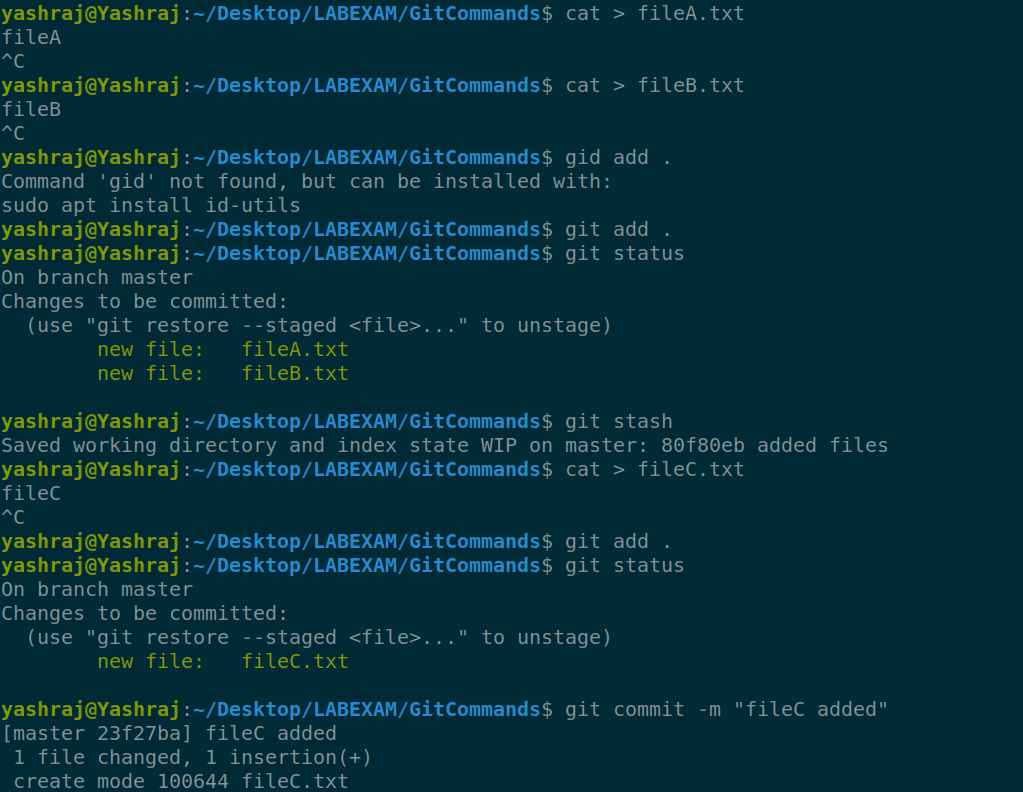 yashraj@Yashraj:~/Desktop/LABEXAM/GitCommands$ cat > fileA.txt
fileA
^C
yashraj@Yashraj:~/Desktop/LABEXAM/GitCommands$ cat > fileB.txt
fileB
^C
yashraj@Yashraj:~/Desktop/LABEXAM/GitCommands$ gid add .
Command 'gid' not found, but can be installed with:
sudo apt install id-utils
yashraj@Yashraj:~/Desktop/LABEXAM/GitCommands$ git add .
yashraj@Yashraj:~/Desktop/LABEXAM/GitCommands$ git status
On branch master
Changes to be committed:
  (use "git restore --staged <file>..." to unstage)
        new file:   fileA.txt
        new file:   fileB.txt

yashraj@Yashraj:~/Desktop/LABEXAM/GitCommands$ git stash
Saved working directory and index state WIP on master: 80f80eb added files
yashraj@Yashraj:~/Desktop/LABEXAM/GitCommands$ cat > fileC.txt
fileC
^C
yashraj@Yashraj:~/Desktop/LABEXAM/GitCommands$ git add .
yashraj@Yashraj:~/Desktop/LABEXAM/GitCommands$ git status
On branch master
Changes to be committed:
  (use "git restore --staged <file>..." to unstage)
        new file:   fileC.txt

yashraj@Yashraj:~/Desktop/LABEXAM/GitCommands$ git commit -m "fileC added"
[master 23f27ba] fileC added
 1 file changed, 1 insertion(+)
 create mode 100644 fileC.txt